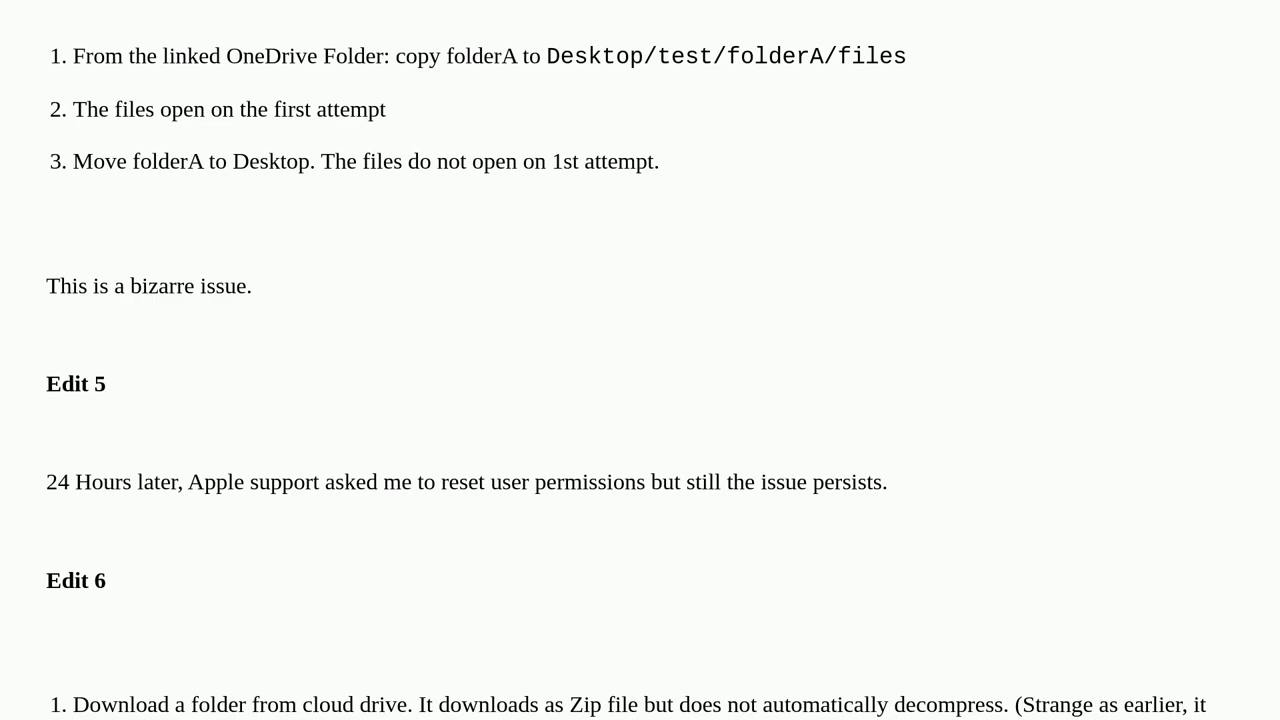 1. From the linked OneDrive Folder: copy folderA to Desktop/test/folderA/files
2. The files open on the first attempt
3. Move folderA to Desktop. The files do not open on 1st attempt.
This is a bizarre issue.
Edit 5
24 Hours later, Apple support asked me to reset user permissions but still the issue persists.
Edit 6
1. Download a folder from cloud drive. It downloads as Zip file but does not automatically decompress. (Strange as earlier, it